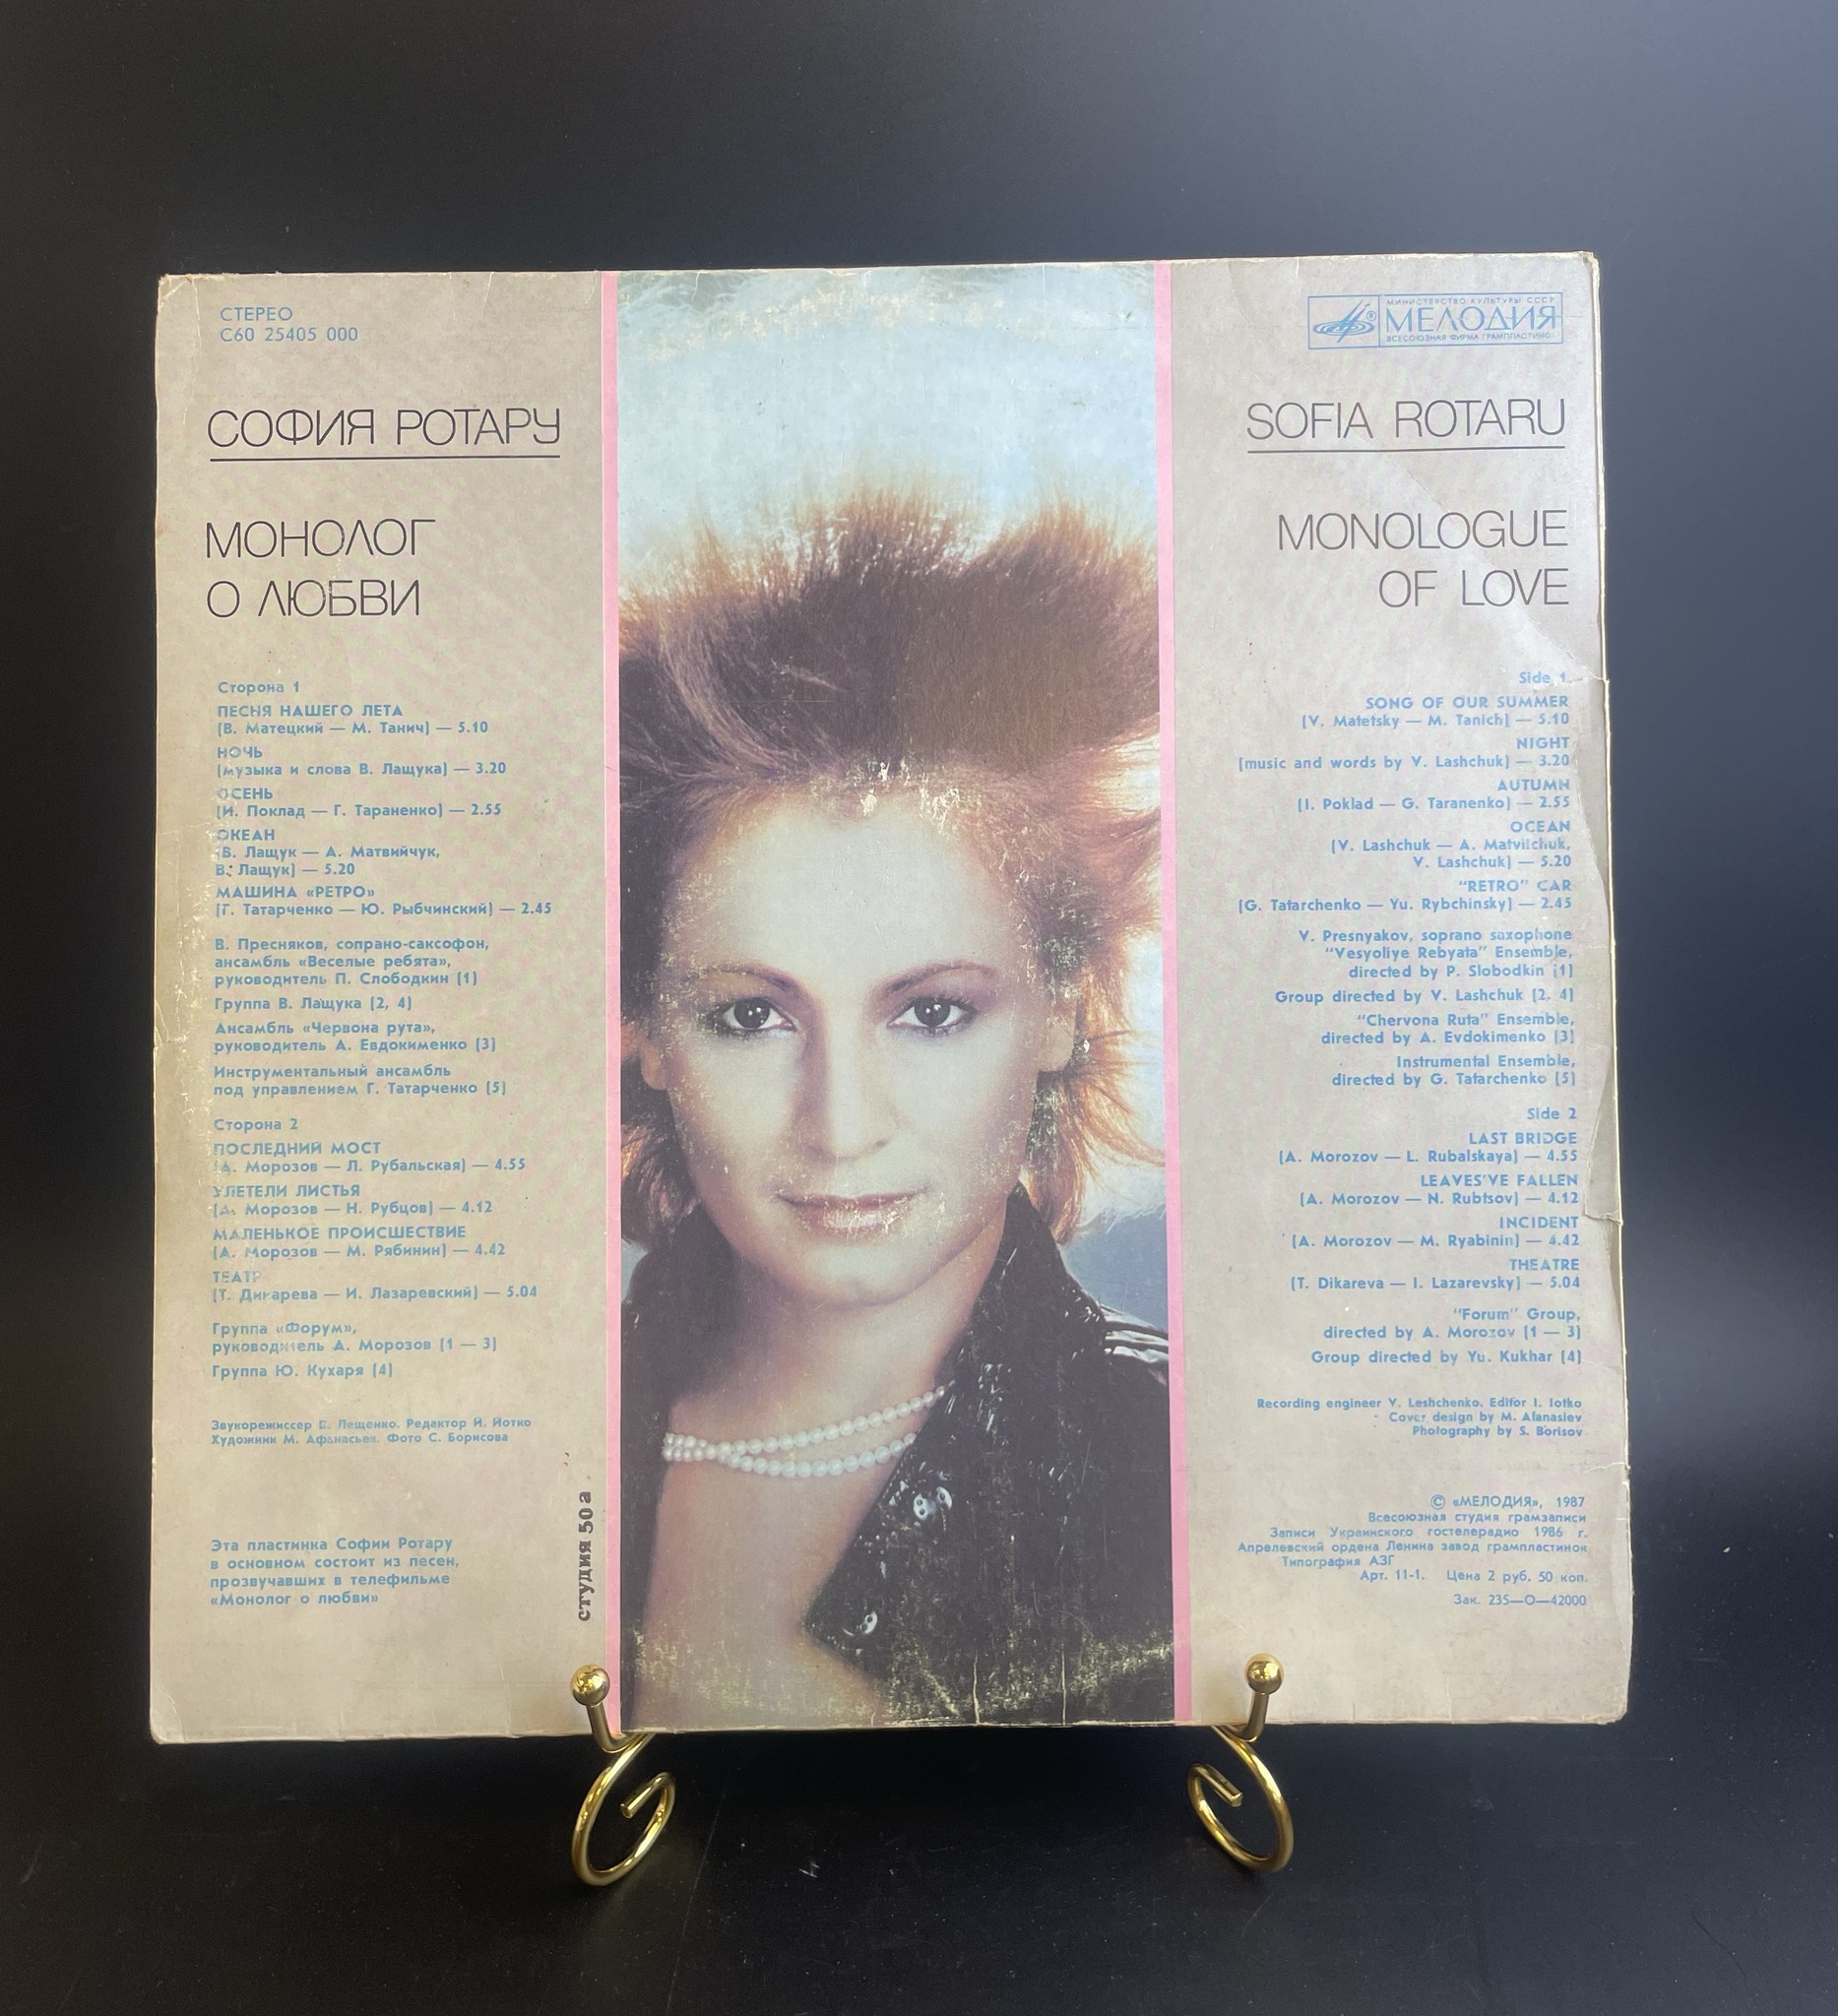 СТЕРЕО
С60 25405 000
СОФИЯ РОТАРУ
МОНОЛОГ
О ЛЮБВИ
Сторона 1
ПЕСНЯ НАШЕГО ЛЕТА
(В. Матецкий — М. Танич) — 5.10
НОЧЬ
(музыка и слова В. Лащука) — 3.20
ОСЕНЬ
(И. Поклад — Г. Тараненко) — 2.55
ОКЕАН
(В. Лащук — А. Матвийчук,
В. Лащук) — 5.20
МАШИНА «РЕТРО»
(Г. Татарченко — Ю. Рыбчинский) — 2.45
В. Пресняков, сопрано-саксофон,
ансамбль «Веселые ребята»,
руководитель П. Слободкин (1)
Группа В. Лащука (2, 4)
Ансамбль «Червона рута»,
руководитель А. Евдокименко (3)
Инструментальный ансамбль
под управлением Г. Татарченко (5)
Сторона 2
ПОСЛЕДНИЙ МОСТ
(А. Морозов — Л. Рубальская) — 4.55
УЛЕТЕЛИ ЛИСТЬЯ
(А. Морозов — Н. Рубцов) — 4.12
МАЛЕНЬКОЕ ПРОИСШЕСТВИЕ
(А. Морозов — М. Рябинин) — 4.42
ТЕАТР
(Т. Дикарева — И. Лазаревский) — 5.04
Группа «Форум»,
руководитель А. Морозов (1 — 3)
Группа Ю. Кухаря (4)
Звукорежиссер В. Лещенко. Редактор Й. Йотко
Художник М. Афанасьев. Фото С. Борисова
Эта пластинка Софии Ротару
в основном состоит из песен,
прозвучавших в телефильме
«Монолог о любви»
студия 50 а
МИНИСТЕРСТВО КУЛЬТУРЫ СССР
® МЕЛОДИЯ
ВСЕСОЮЗНАЯ ФИРМА ГРАМПЛАСТИНОК
SOFIA ROTARU
MONOLOGUE
OF LOVE
Side 1
SONG OF OUR SUMMER
(V. Matetsky — M. Tanich) — 5.10
NIGHT
(music and words by V. Lashchuk) — 3.20
AUTUMN
(I. Poklad — G. Taranenko) — 2.55
OCEAN
(V. Lashchuk — A. Matviichuk,
V. Lashchuk) — 5.20
“RETRO” CAR
(G. Tatarchenko — Yu. Rybchinsky) — 2.45
V. Presnyakov, soprano saxophone
“Vesyoliye Rebyata” Ensemble,
directed by P. Slobodkin (1)
Group directed by V. Lashchuk (2, 4)
“Chervona Ruta” Ensemble,
directed by A. Evdokimenko (3)
Instrumental Ensemble,
directed by G. Tatarchenko (5)
Side 2
LAST BRIDGE
(A. Morozov — L. Rubalskaya) — 4.55
LEAVES'VE FALLEN
(A. Morozov — N. Rubtsov) — 4.12
INCIDENT
(A. Morozov — M. Ryabinin) — 4.42
THEATRE
(T. Dikareva — I. Lazarevsky) — 5.04
“Forum” Group,
directed by A. Morozov (1 — 3)
Group directed by Yu. Kukhar (4)
Recording engineer V. Leshchenko. Editor I. Iotko
Cover design by M. Afanasiev
Photography by S. Borisov
© «МЕЛОДИЯ», 1987
Всесоюзная студия грамзаписи
Записи Украинского гостелерадио 1986 г.
Апрелевский ордена Ленина завод грампластинок
Типография АЗГ
Арт. 11-1. Цена 2 руб. 50 коп.
Зак. 235—О—42000